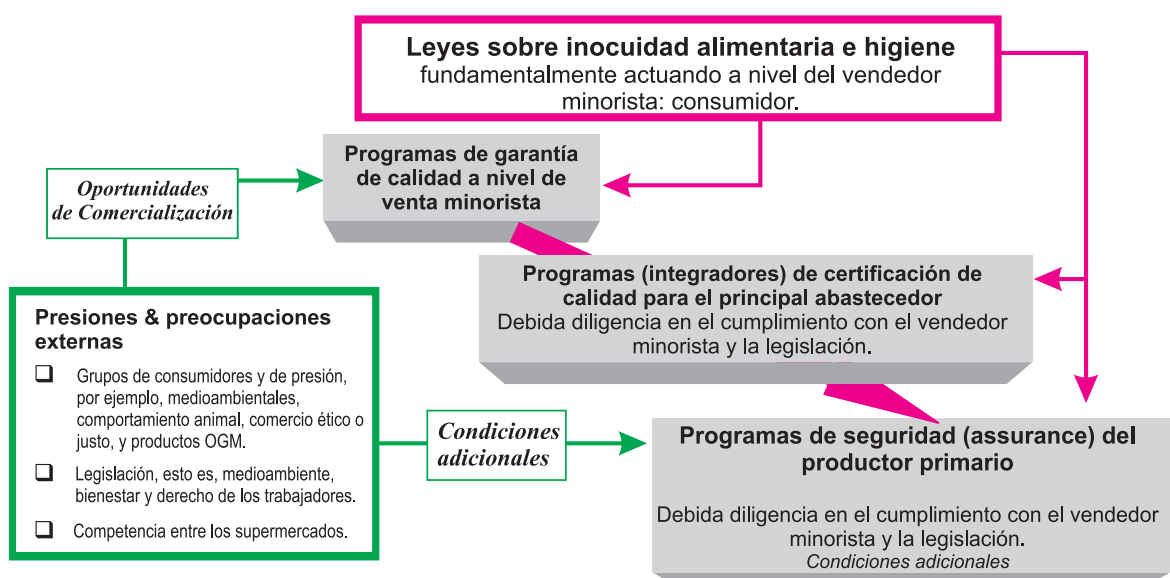 Leyes sobre inocuidad alimentaria e higiene
fundamentalmente actuando a nivel del vendedor
minorista: consumidor.
Programas de garantía
de calidad a nivel de
venta minorista
Oportunidades
de Comercialización
Programas (integradores) de certificación de
calidad para el principal abastecedor
Debida diligencia en el cumplimiento con el vendedor
minorista y la legislación.
Presiones & preocupaciones
externas
Grupos de consumidores y de presión,
por ejemplo, medioambientales,
comportamiento animal, comercio ético o
justo, y productos OGM.
Legislación, esto es, medioambiente,
bienestar y derecho de los trabajadores.
Competencia entre los supermercados.
Condiciones
adicionales
Programas de seguridad (assurance) del
productor primario
Debida diligencia en el cumplimiento con el vendedor
minorista y la legislación.
Condiciones adicionales